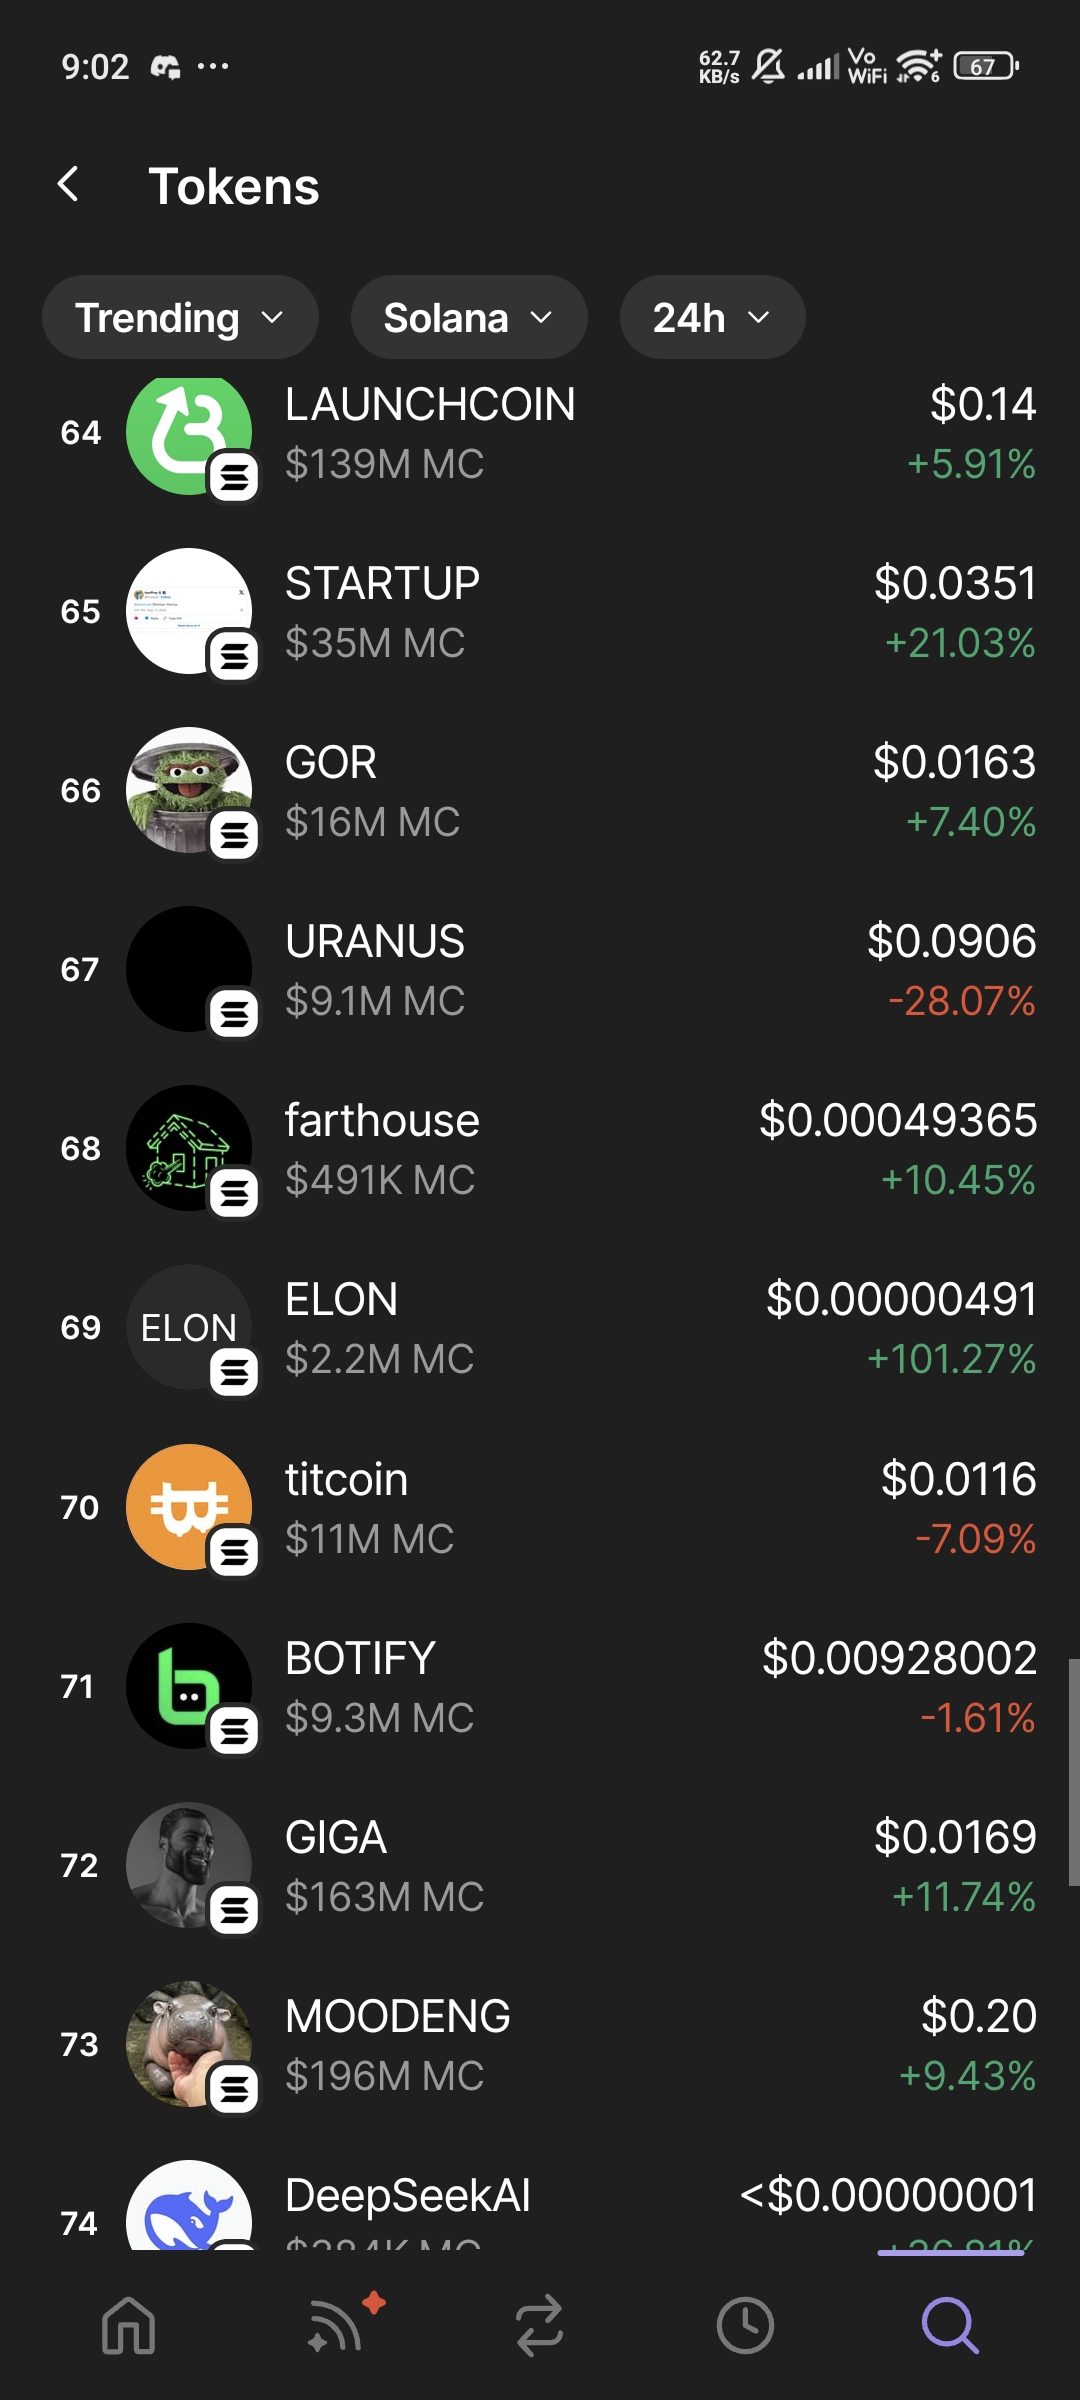 9:02
62.7
KB/s
Vo
WiFi
6
67
Tokens
Trending
Solana
24h
64
LAUNCHCOIN
$0.14
$139M MC
+5.91%
65
STARTUP
$0.0351
$35M MC
+21.03%
66
GOR
$0.0163
$16M MC
+7.40%
67
URANUS
$0.0906
$9.1M MC
-28.07%
68
farthouse
$0.00049365
$491K MC
+10.45%
69
ELON
ELON
$0.00000491
$2.2M MC
+101.27%
70
titcoin
$0.0116
$11M MC
-7.09%
71
BOTIFY
$0.00928002
$9.3M MC
-1.61%
72
GIGA
$0.0169
$163M MC
+11.74%
73
MOODENG
$0.20
$196M MC
+9.43%
74
DeepSeekAI
<$0.00000001